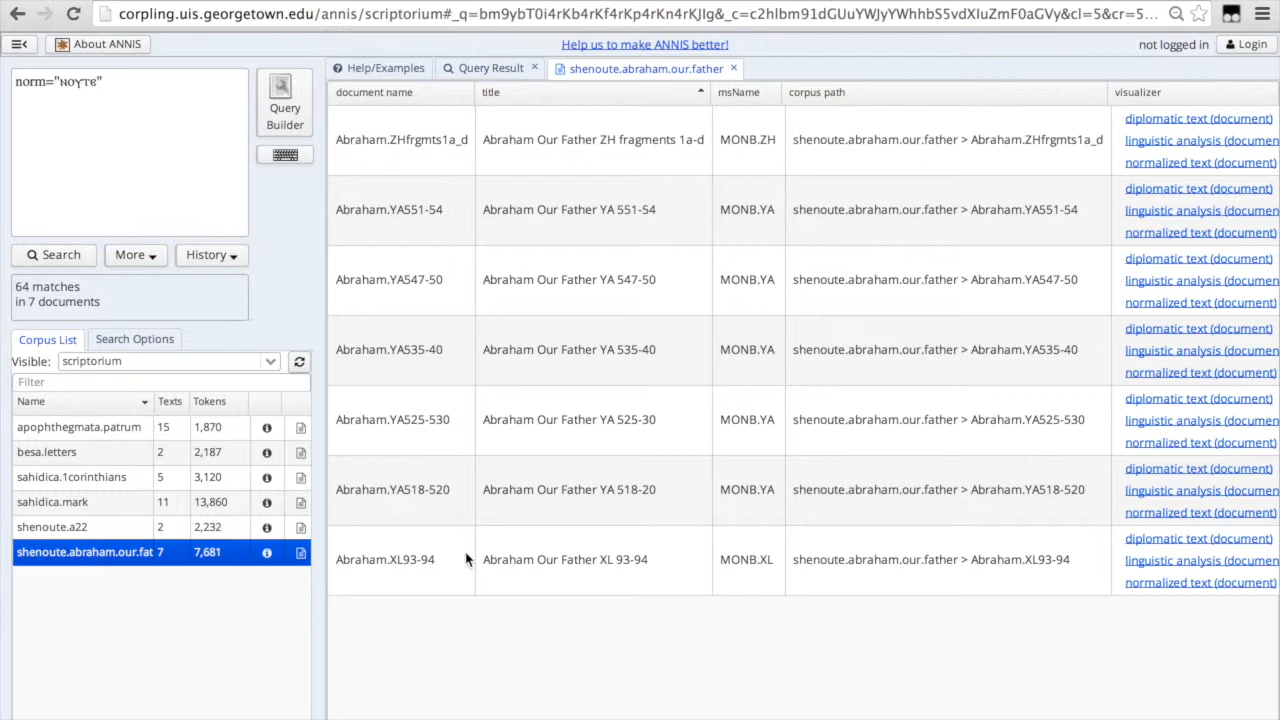 corpling.uis.georgetown.edu/annis/scriptorium#_q=bm9ybT0i4rKb4rKf4rKp4rKn4rKJIg&_c=c2hlbm91dGUuYWJyYWhhbS5vdXIuZmF0aGVy&cl=5&cr=5...
About ANNIS
Help us to make ANNIS better!
not logged in
Login
norm="ⲛⲟⲩⲧⲉ"
Query
Builder
Search
More
History
64 matches
in 7 documents
Corpus List
Search Options
Visible:
scriptorium
Filter
Name Texts Tokens
apophthegmata.patrum 15 1,870
besa.letters 2 2,187
sahidica.1corinthians 5 3,120
sahidica.mark 11 13,860
shenoute.a22 2 2,232
shenoute.abraham.our.fat 7 7,681
Help/Examples
Query Result
shenoute.abraham.our.father
document name title msName corpus path visualizer
diplomatic text (document)
Abraham.ZHfrgmts1a_d Abraham Our Father ZH fragments 1a-d MONB.ZH shenoute.abraham.our.father > Abraham.ZHfrgmts1a_d linguistic analysis (documen
normalized text (document)
diplomatic text (document)
Abraham.YA551-54 Abraham Our Father YA 551-54 MONB.YA shenoute.abraham.our.father > Abraham.YA551-54 linguistic analysis (documen
normalized text (document)
diplomatic text (document)
Abraham.YA547-50 Abraham Our Father YA 547-50 MONB.YA shenoute.abraham.our.father > Abraham.YA547-50 linguistic analysis (documen
normalized text (document)
diplomatic text (document)
Abraham.YA535-40 Abraham Our Father YA 535-40 MONB.YA shenoute.abraham.our.father > Abraham.YA535-40 linguistic analysis (documen
normalized text (document)
diplomatic text (document)
Abraham.YA525-530 Abraham Our Father YA 525-30 MONB.YA shenoute.abraham.our.father > Abraham.YA525-530 linguistic analysis (documen
normalized text (document)
diplomatic text (document)
Abraham.YA518-520 Abraham Our Father YA 518-20 MONB.YA shenoute.abraham.our.father > Abraham.YA518-520 linguistic analysis (documen
normalized text (document)
diplomatic text (document)
Abraham.XL93-94 Abraham Our Father XL 93-94 MONB.XL shenoute.abraham.our.father > Abraham.XL93-94 linguistic analysis (documen
normalized text (document)